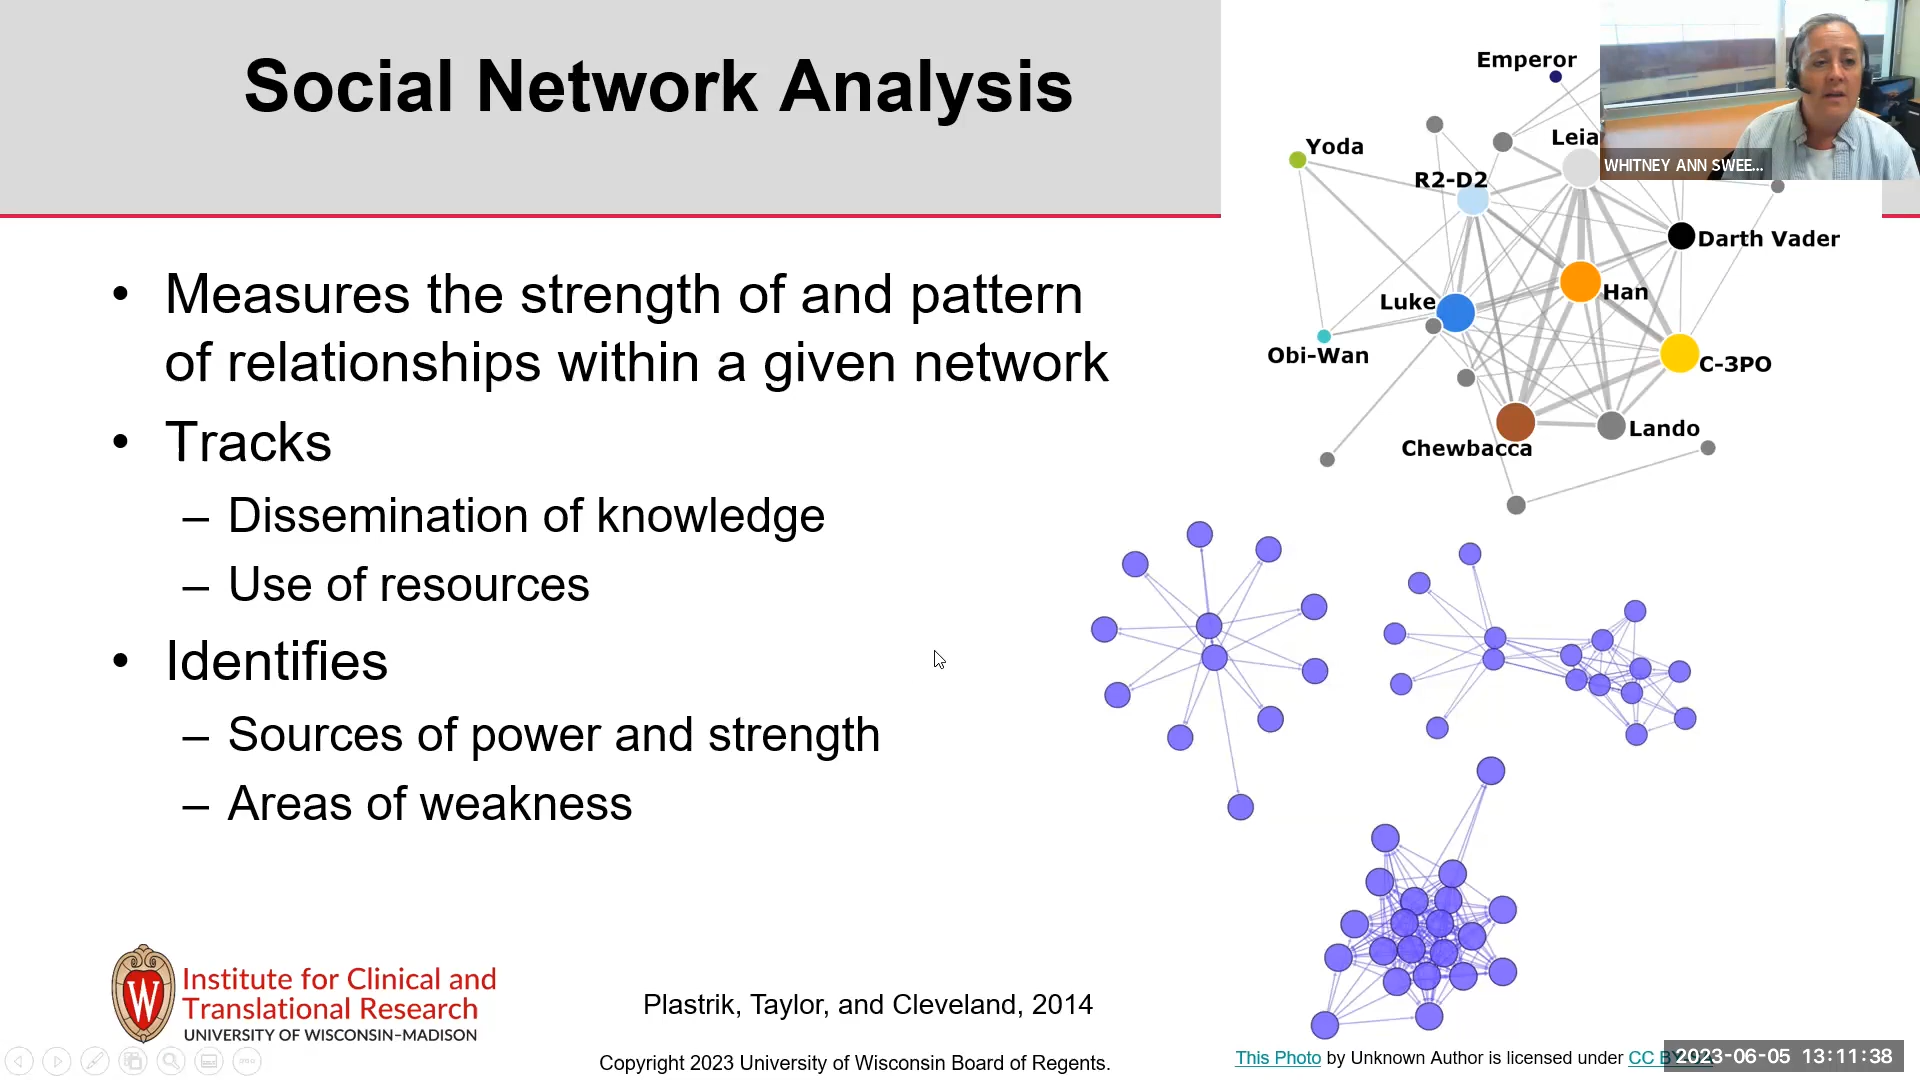 Social Network Analysis
• Measures the strength of and pattern
of relationships within a given network
• Tracks
– Dissemination of knowledge
– Use of resources
• Identifies
– Sources of power and strength
– Areas of weakness
Emperor
Yoda
Leia
R2-D2
Darth Vader
Han
Luke
Obi-Wan
C-3PO
Chewbacca
Lando
WHITNEY ANN SWEE...
W
Institute for Clinical and
Translational Research
UNIVERSITY OF WISCONSIN–MADISON
Plastrik, Taylor, and Cleveland, 2014
Copyright 2023 University of Wisconsin Board of Regents.
This Photo by Unknown Author is licensed under CC
2023-06-05 13:11:38